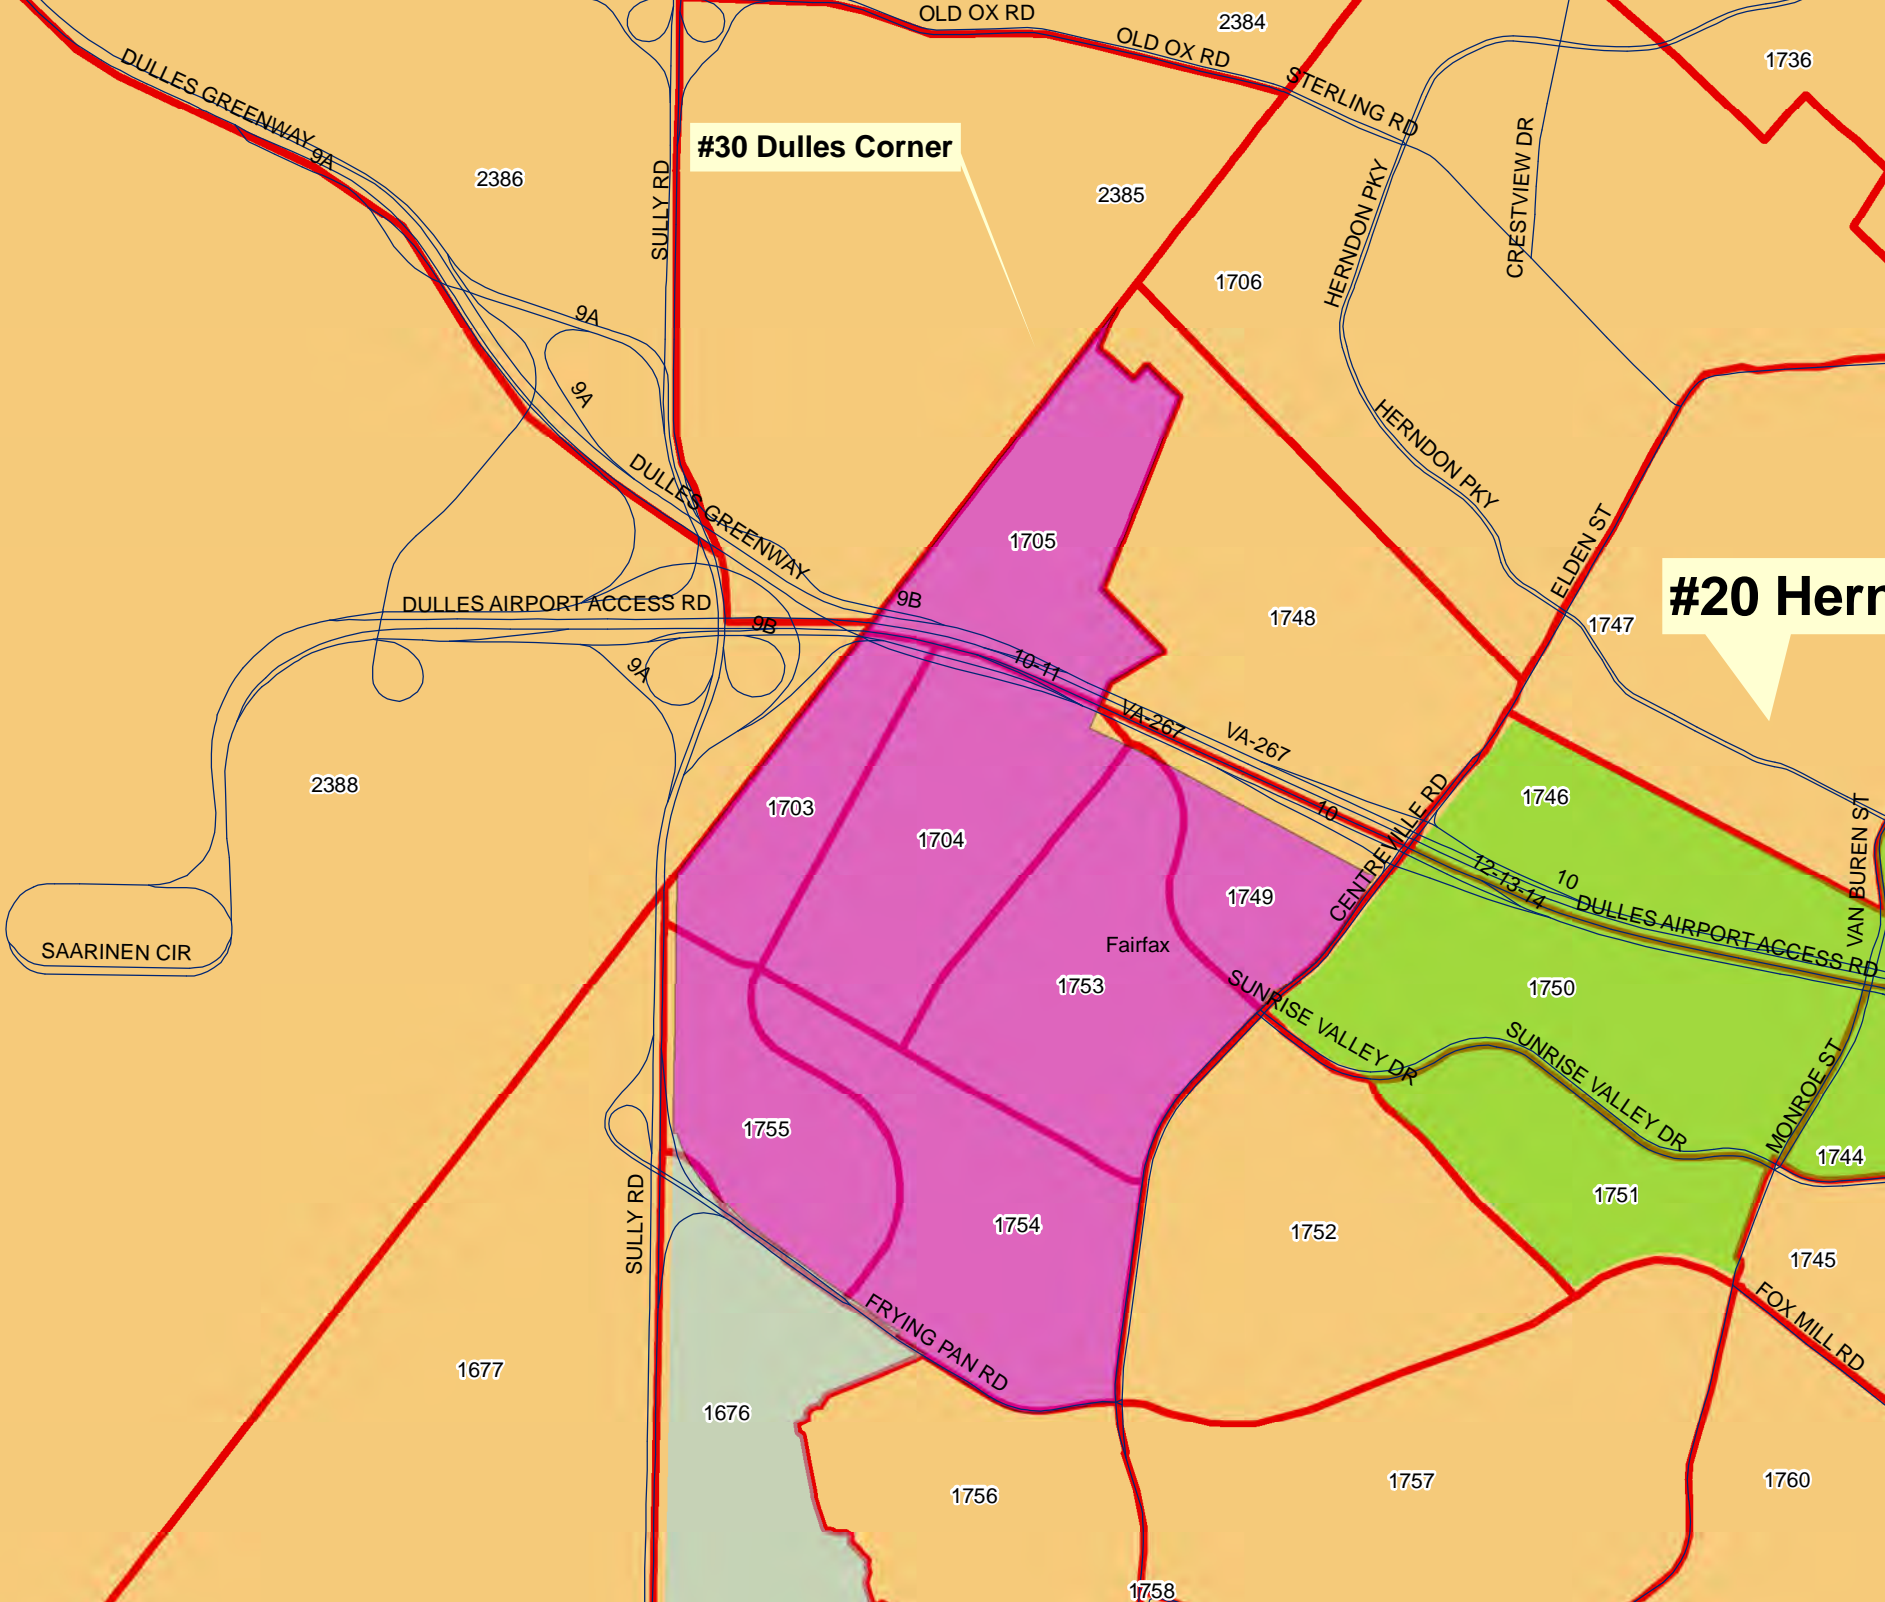 OLD OX RD
2384
OLD OX RD
1736
DULLES GREENWAY
STERLING RD
9A
#30 Dulles Corner
CRESTVIEW DR
2386
SULLY RD
2385
HERNDON PKY
1706
9A
9A
HERNDON PKY
DULLES GREENWAY
1705
ELDEN ST
#20 Hern
DULLES AIRPORT ACCESS RD
9B
9B
1748
1747
9A
10-11
VA-267
VA-267
2388
1703
1746
10
CENTREVILLE RD
1704
VAN BUREN ST
10
12-13-14
1749
DULLES AIRPORT ACCESS RD
SAARINEN CIR
Fairfax
1753
1750
SUNRISE VALLEY DR
SUNRISE VALLEY DR
MONROE ST
1755
1744
1751
SULLY RD
1754
1752
1745
FRYING PAN RD
FOX MILL RD
1677
1676
1757
1760
1756
1758